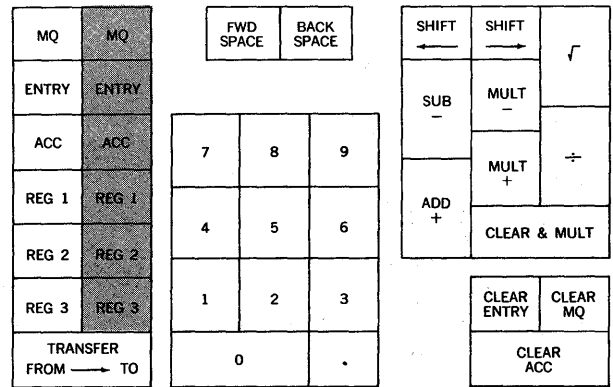 MQ MQ
ENTRY ENTRY
ACC ACC
REG 1 REG 1
REG 2 REG 2
REG 3 REG 3
TRANSFER
FROM → TO
FWD SPACE
BACK SPACE
7 8 9
4 5 6
1 2 3
0 .
SHIFT ←
SHIFT →
√
SUB
−
MULT
−
÷
MULT
+
ADD
+
CLEAR & MULT
CLEAR
ENTRY
CLEAR
MQ
CLEAR
ACC